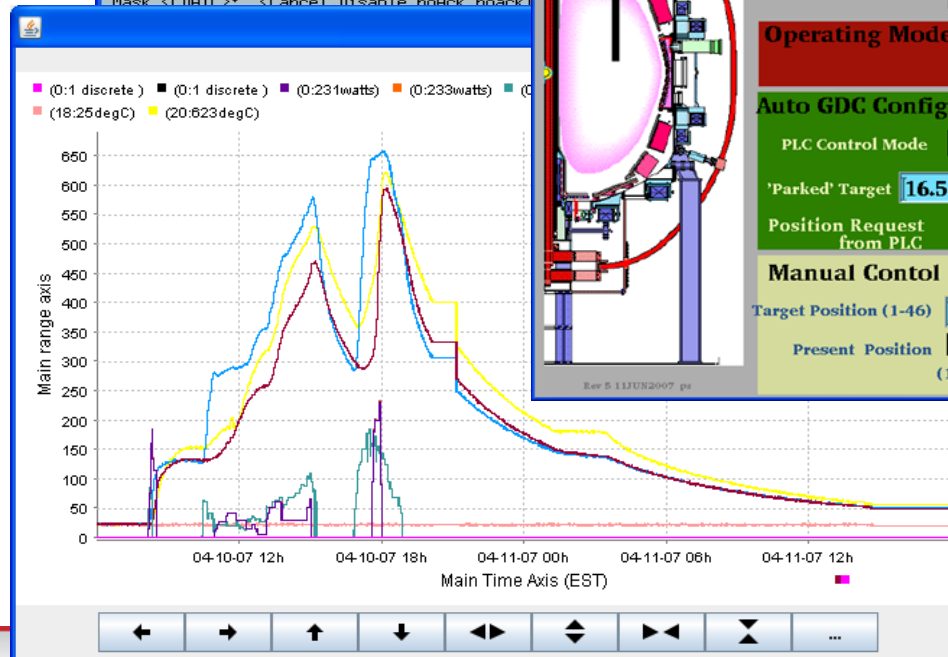 (0:1 discrete ) (0:1 discrete ) (0:231watts) (0:233watts)
(18:25degC) (20:623degC)
650
600
550
500
450
400
350
300
250
200
150
100
50
0
Main range axis
04-10-07 12h 04-10-07 18h 04-11-07 00h 04-11-07 06h 04-11-07 12h
Main Time Axis (EST)
...
Operating Mode
Auto GDC Config
PLC Control Mode
'Parked' Target 16.5
Position Request
from PLC
Manual Contol
Target Position (1-46)
Present Position
(1
Rev 5 11JUN2007 ps